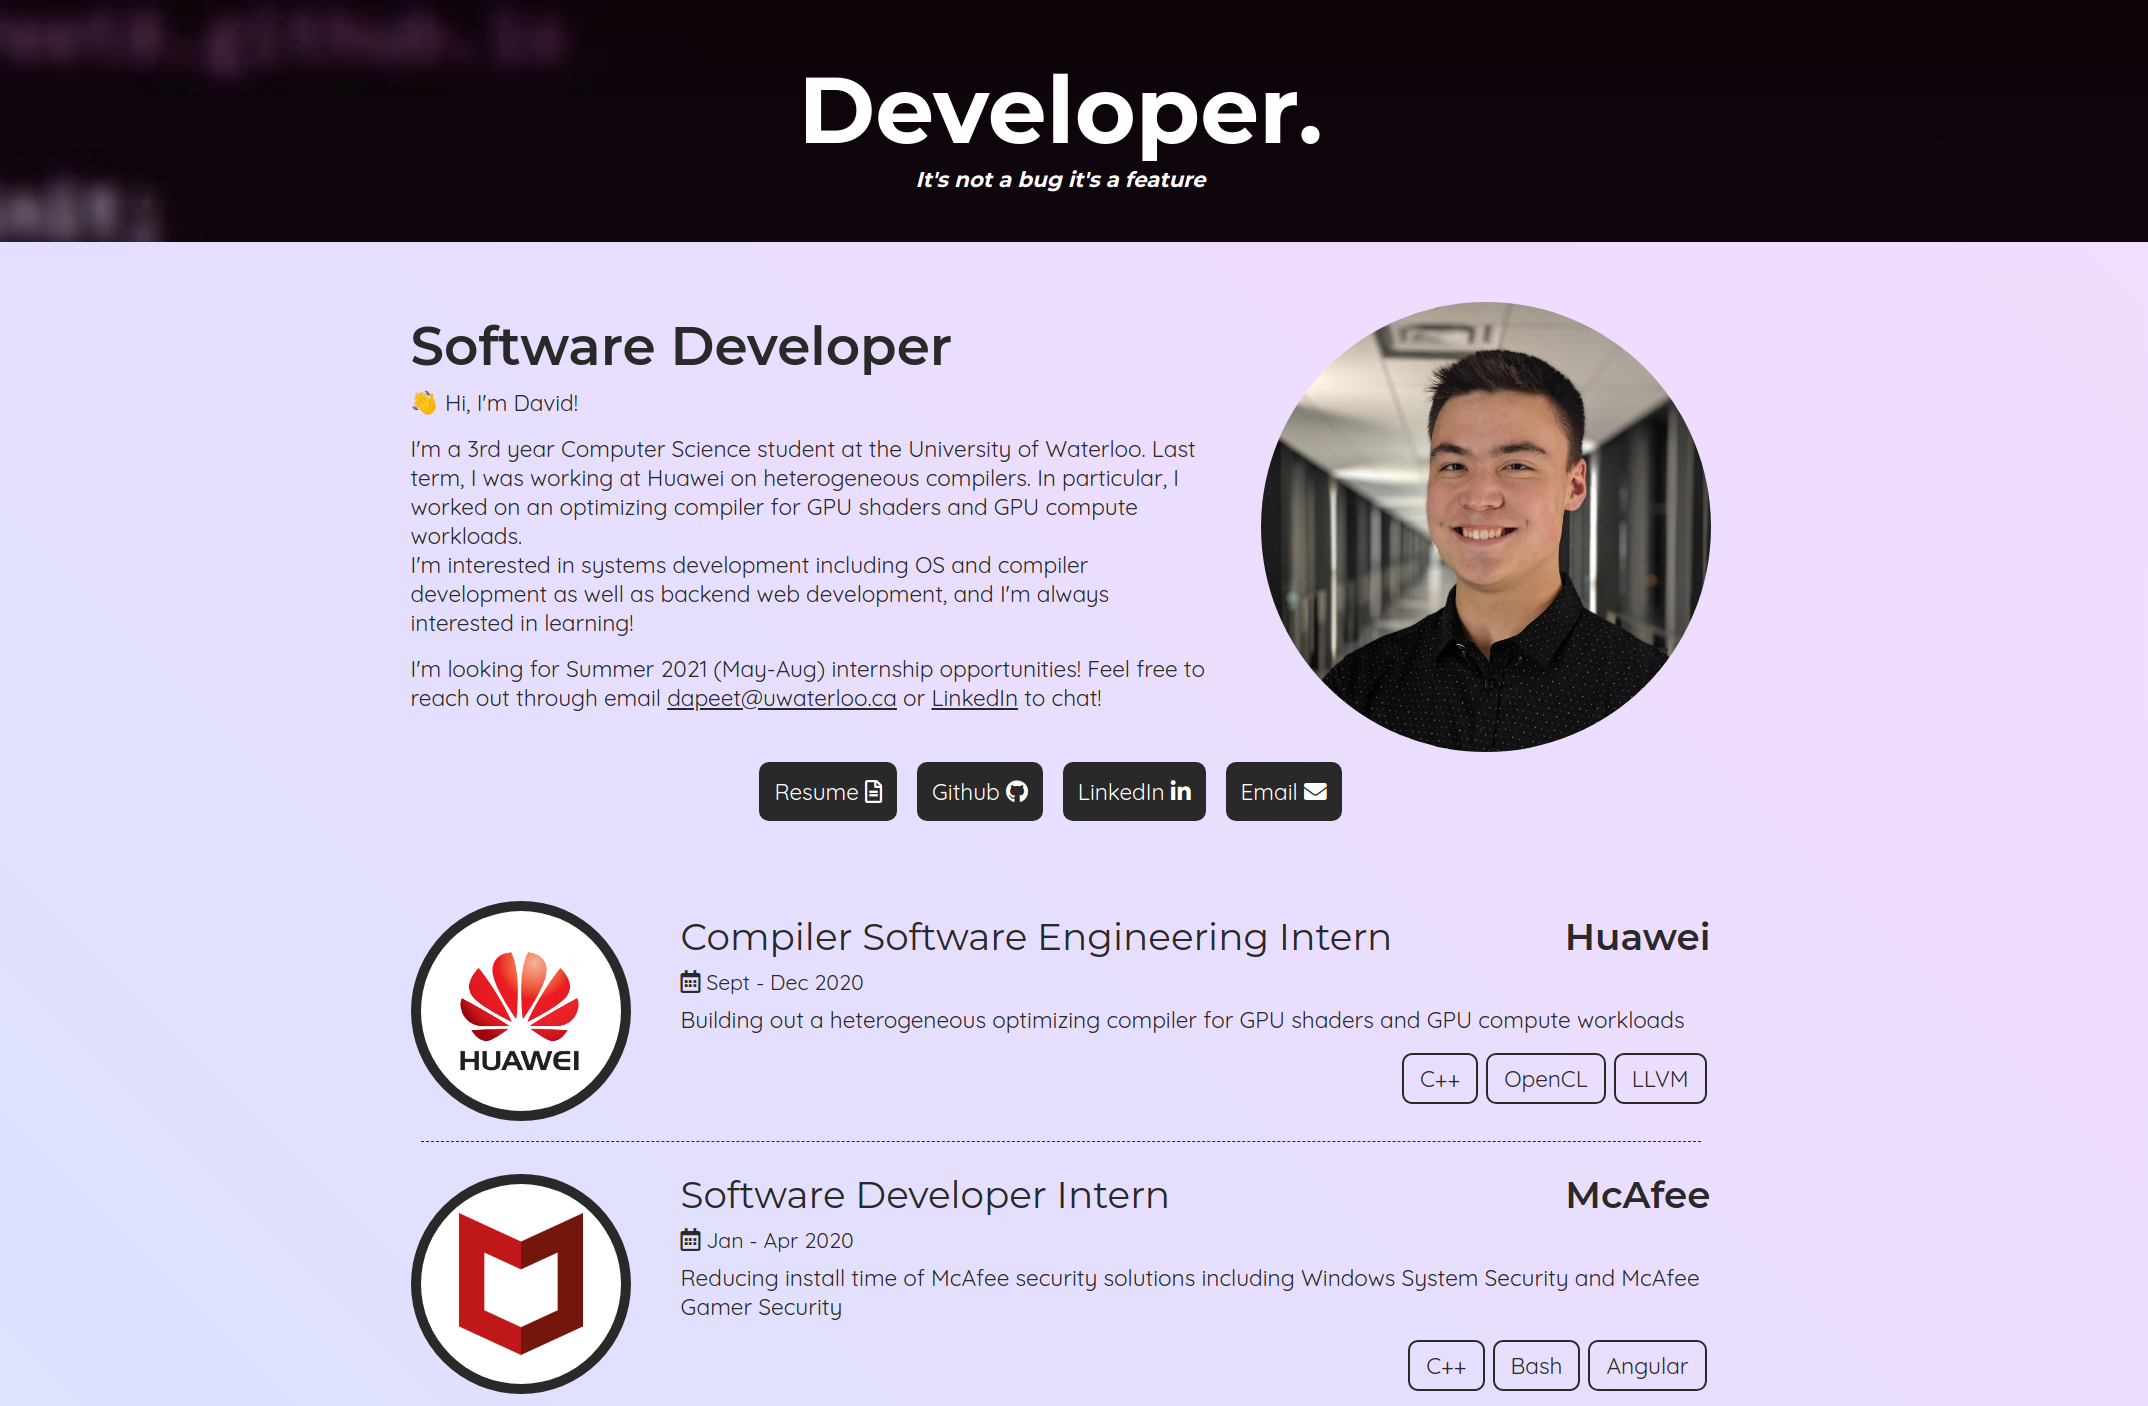 .github.io
Developer.
It's not a bug it's a feature
Software Developer
👋 Hi, I'm David!
I'm a 3rd year Computer Science student at the University of Waterloo. Last
term, I was working at Huawei on heterogeneous compilers. In particular, I
worked on an optimizing compiler for GPU shaders and GPU compute
workloads.
I'm interested in systems development including OS and compiler
development as well as backend web development, and I'm always
interested in learning!
I'm looking for Summer 2021 (May-Aug) internship opportunities! Feel free to
reach out through email dapeet@uwaterloo.ca or LinkedIn to chat!
Resume Github LinkedIn Email
Compiler Software Engineering Intern Huawei
Sept - Dec 2020
Building out a heterogeneous optimizing compiler for GPU shaders and GPU compute workloads
HUAWEI
C++ OpenCL LLVM
Software Developer Intern McAfee
Jan - Apr 2020
Reducing install time of McAfee security solutions including Windows System Security and McAfee
Gamer Security
C++ Bash Angular